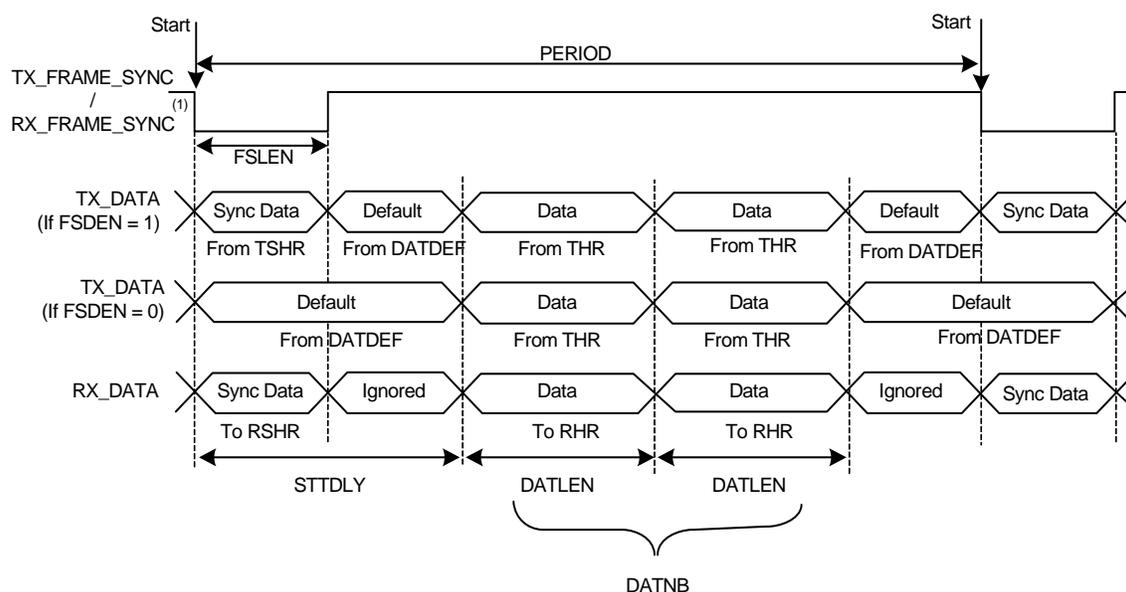 Start
Start
PERIOD
TX_FRAME_SYNC
/
RX_FRAME_SYNC
(1)
FSLEN
TX_DATA
(If FSDEN = 1)
Sync Data
Default
Data
Data
Default
Sync Data
From TSHR
From DATDEF
From THR
From THR
From DATDEF
TX_DATA
(If FSDEN = 0)
Default
Data
Data
Default
From DATDEF
From THR
From THR
From DATDEF
RX_DATA
Sync Data
Ignored
Data
Data
Ignored
Sync Data
To RSHR
To RHR
To RHR
STTDLY
DATLEN
DATLEN
DATNB